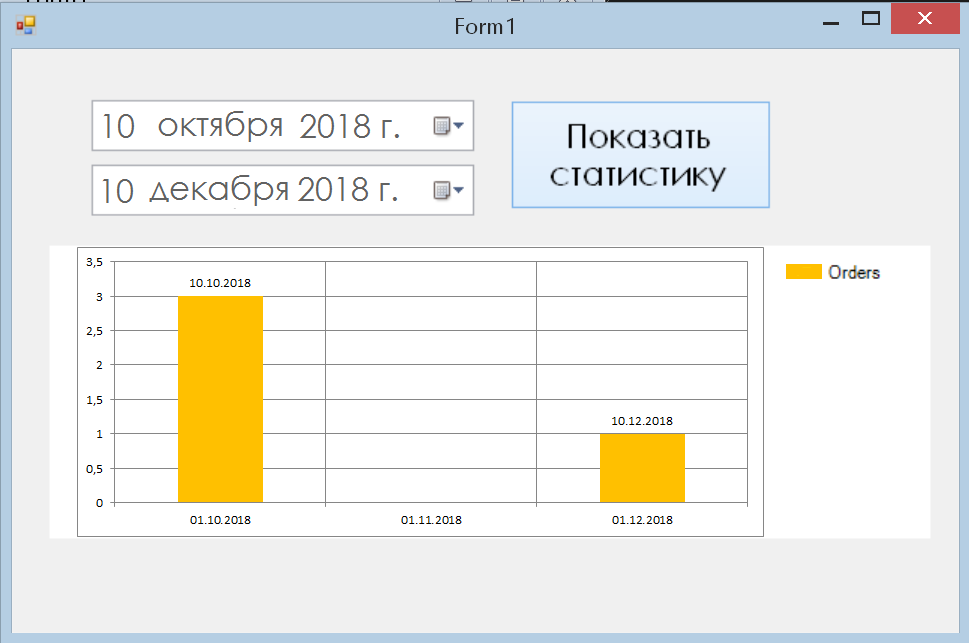 Form1
10 октября 2018 г.
10 декабря 2018 г.
Показать
статистику
3,5
3
2,5
2
1,5
1
0,5
0
10.10.2018
10.12.2018
01.10.2018
01.11.2018
01.12.2018
Orders